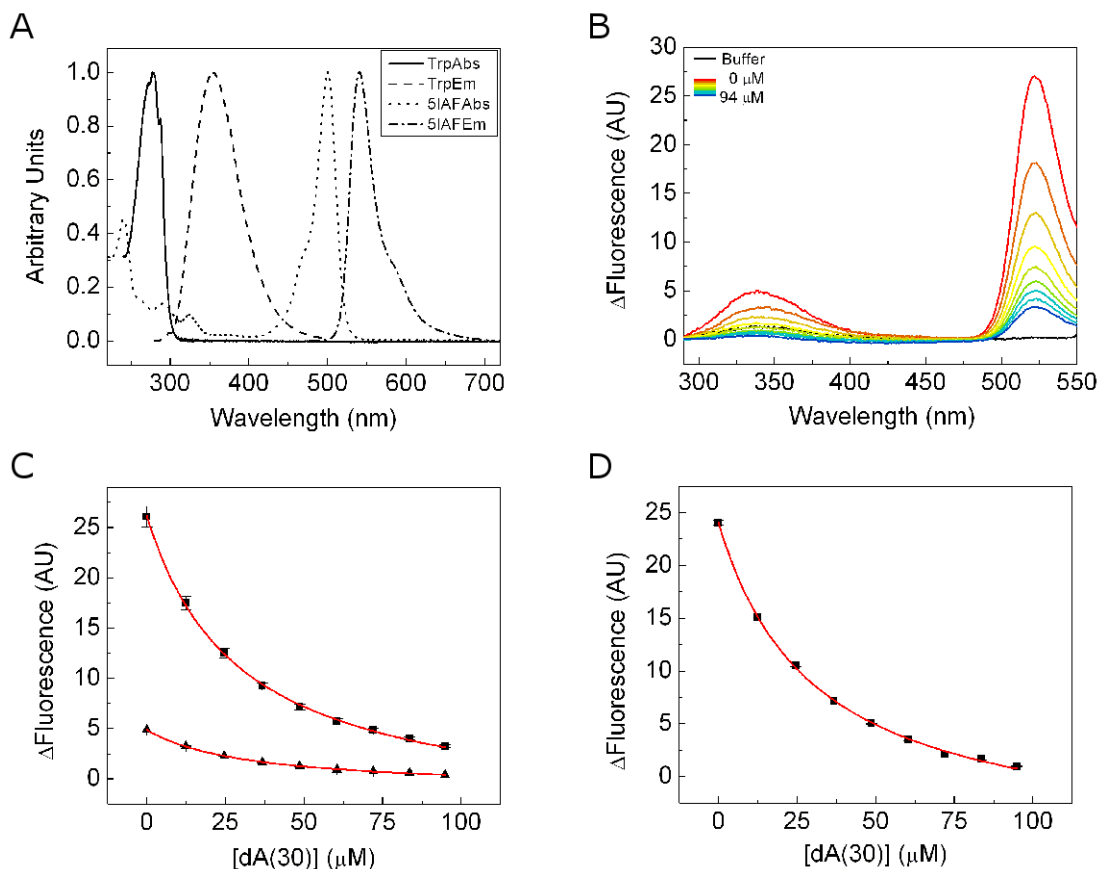 A
TrpAbs
TrpEm
5IAFAbs
5IAFEm
1.0
0.8
0.6
0.4
0.2
0.0
Arbitrary Units
300
400
500
600
700
Wavelength (nm)
B
Buffer
0 μM
94 μM
30
25
20
15
10
5
0
ΔFluorescence (AU)
300
350
400
450
500
550
Wavelength (nm)
C
25
20
15
10
5
0
ΔFluorescence (AU)
0
25
50
75
100
[dA(30)] (μM)
D
25
20
15
10
5
0
ΔFluorescence (AU)
0
25
50
75
100
[dA(30)] (μM)